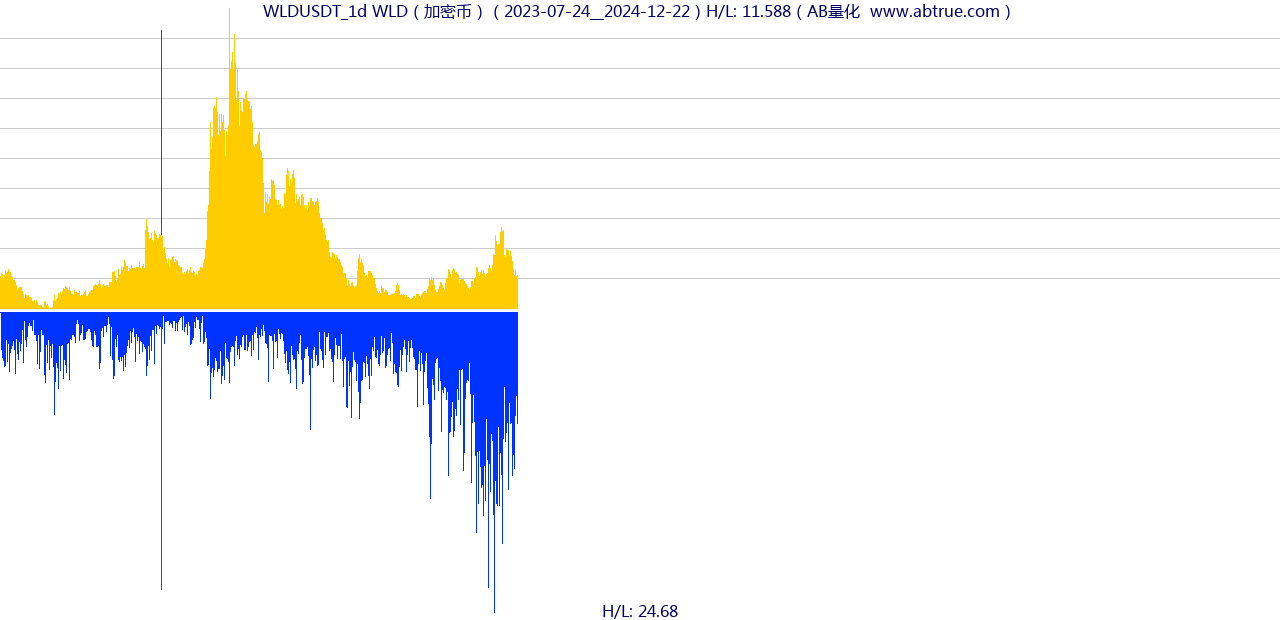 WLDUSDT_1d WLD ( 加密币 ) ( 2023-07-24__2024-12-22 ) H/L: 11.588 ( AB量化  www.abtrue.com )
H/L: 24.68